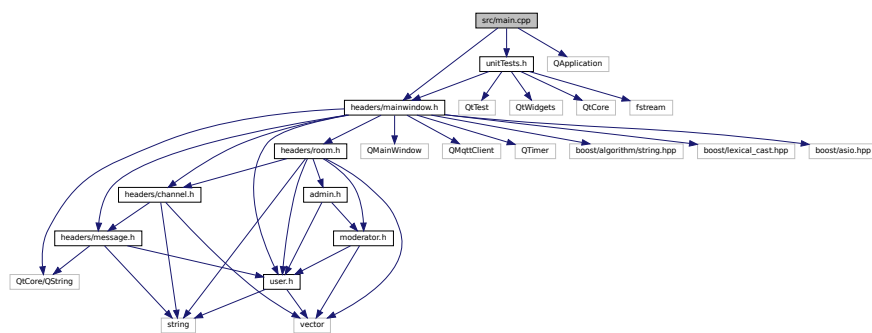 src/main.cpp
unitTests.h
QApplication
headers/mainwindow.h
QtTest
QtWidgets
QtCore
fstream
headers/room.h
QMainWindow
QMqttClient
QTimer
boost/algorithm/string.hpp
boost/lexical_cast.hpp
boost/asio.hpp
headers/channel.h
admin.h
headers/message.h
moderator.h
QtCore/QString
user.h
string
vector